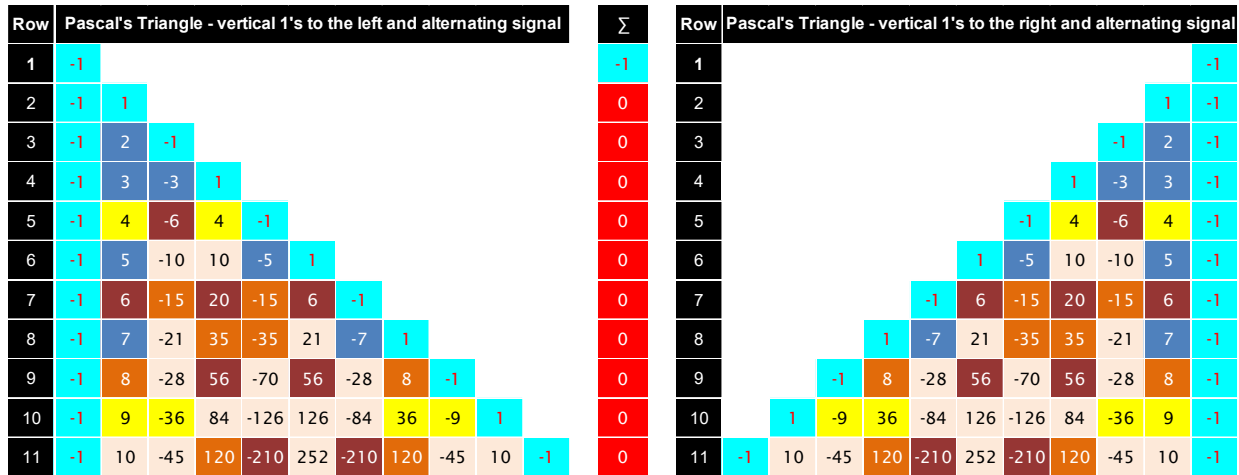 Row Pascal's Triangle - vertical 1's to the left and alternating signal Σ Row Pascal's Triangle - vertical 1's to the right and alternating signal
1 -1 -1 1 -1
2 -1 1 0 2 1 -1
3 -1 2 -1 0 3 -1 2 -1
4 -1 3 -3 1 0 4 1 -3 3 -1
5 -1 4 -6 4 -1 0 5 -1 4 -6 4 -1
6 -1 5 -10 10 -5 1 0 6 1 -5 10 -10 5 -1
7 -1 6 -15 20 -15 6 -1 0 7 -1 6 -15 20 -15 6 -1
8 -1 7 -21 35 -35 21 -7 1 0 8 1 -7 21 -35 35 -21 7 -1
9 -1 8 -28 56 -70 56 -28 8 -1 0 9 -1 8 -28 56 -70 56 -28 8 -1
10 -1 9 -36 84 -126 126 -84 36 -9 1 0 10 1 -9 36 -84 126 -126 84 -36 9 -1
11 -1 10 -45 120 -210 252 -210 120 -45 10 -1 0 11 -1 10 -45 120 -210 252 -210 120 -45 10 -1